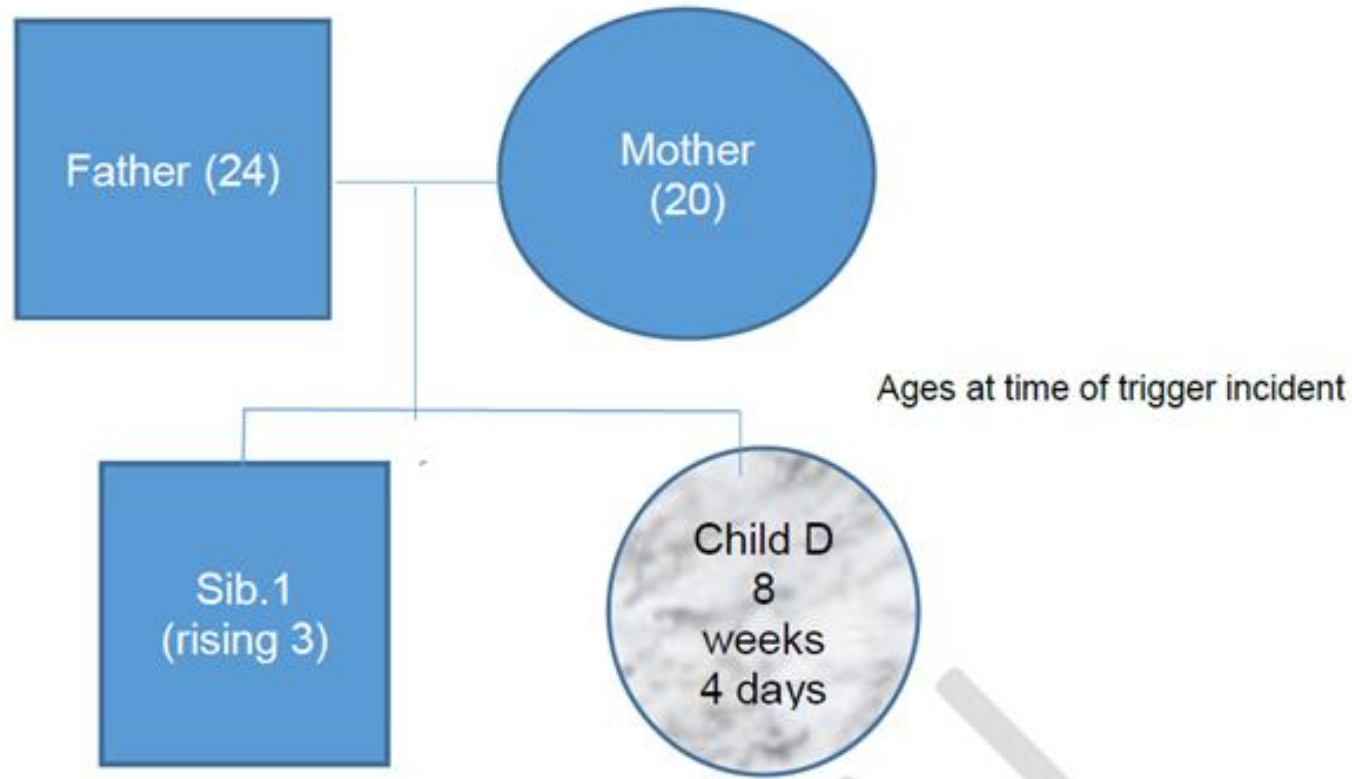 Father (24)
Mother
(20)
Ages at time of trigger incident
Sib.1
(rising 3)
Child D
8
weeks
4 days